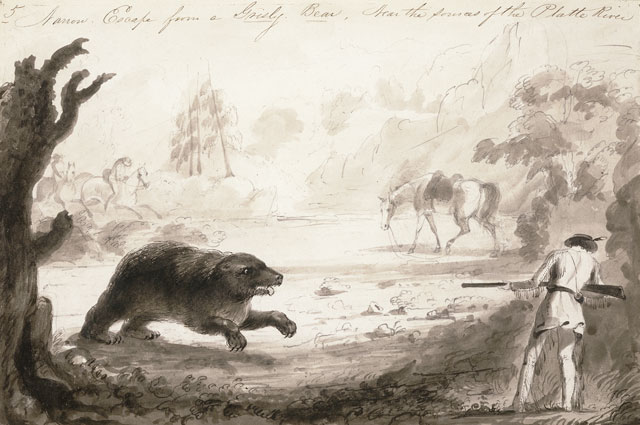 5 Narrow Escape from a Grisly Bear, Near the sources of the Platte River